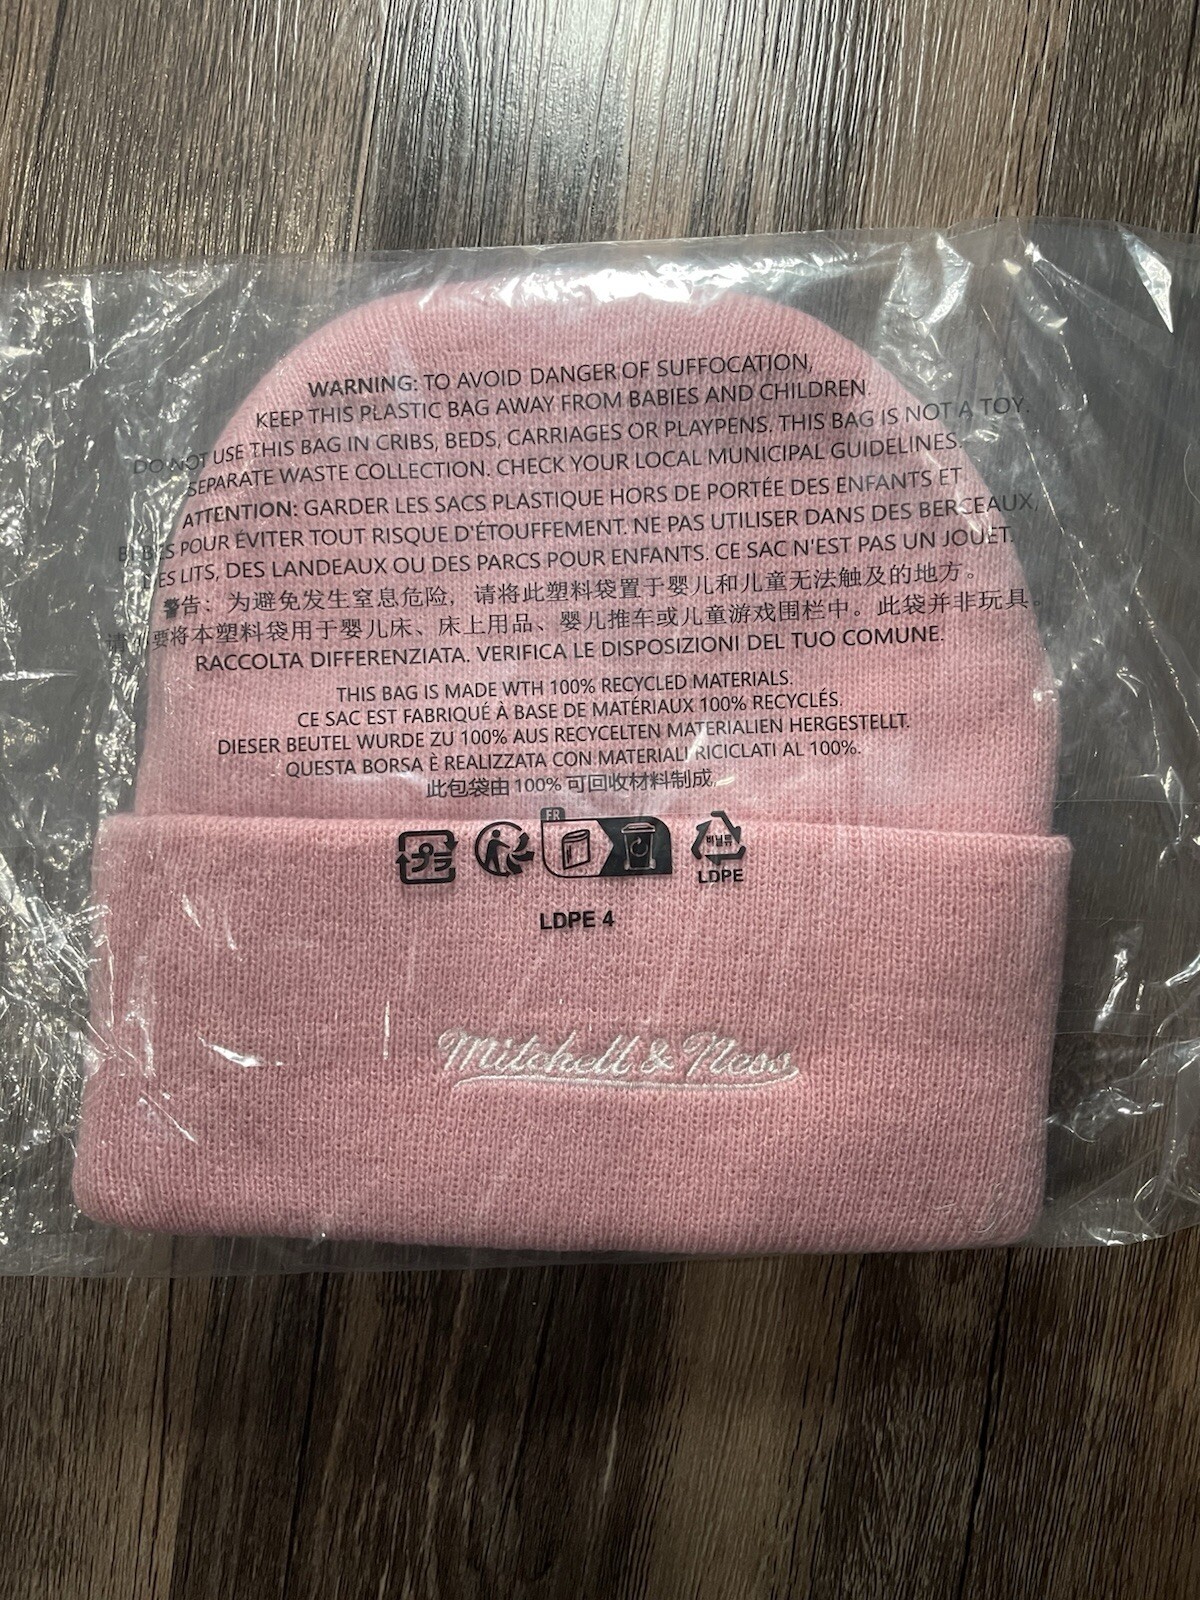 WARNING: TO AVOID DANGER OF SUFFOCATION,
KEEP THIS PLASTIC BAG AWAY FROM BABIES AND CHILDREN.
DO NOT USE THIS BAG IN CRIBS, BEDS, CARRIAGES OR PLAYPENS. THIS BAG IS NOT A TOY.
SEPARATE WASTE COLLECTION. CHECK YOUR LOCAL MUNICIPAL GUIDELINES.
ATTENTION: GARDER LES SACS PLASTIQUE HORS DE PORTÉE DES ENFANTS ET
POUR ÉVITER TOUT RISQUE D'ÉTOUFFEMENT. NE PAS UTILISER DANS DES BERCEAUX,
LITS, DES LANDEAUX OU DES PARCS POUR ENFANTS. CE SAC N'EST PAS UN JOUET.
警告：为避免发生窒息危险，请将此塑料袋置于婴儿和儿童无法触及的地方。
请 要将本塑料袋用于婴儿床、床上用品、婴儿推车或儿童游戏围栏中。此袋并非玩具。
RACCOLTA DIFFERENZIATA. VERIFICA LE DISPOSIZIONI DEL TUO COMUNE.
THIS BAG IS MADE WTH 100% RECYCLED MATERIALS.
CE SAC EST FABRIQUÉ À BASE DE MATÉRIAUX 100% RECYCLÉS.
DIESER BEUTEL WURDE ZU 100% AUS RECYCELTEN MATERIALIEN HERGESTELLT.
QUESTA BORSA È REALIZZATA CON MATERIALI RICICLATI AL 100%.
此包袋由100%可回收材料制成
FR
プラ
비닐류
LDPE
LDPE 4
Mitchell & Ness